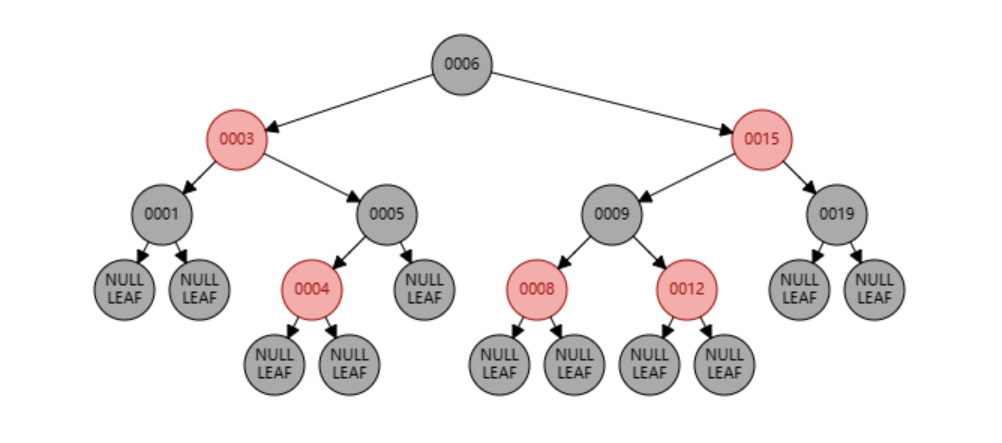 0006
0003
0015
0001
0005
0009
0019
NULL
LEAF
NULL
LEAF
0004
NULL
LEAF
0008
0012
NULL
LEAF
NULL
LEAF
NULL
LEAF
NULL
LEAF
NULL
LEAF
NULL
LEAF
NULL
LEAF
NULL
LEAF